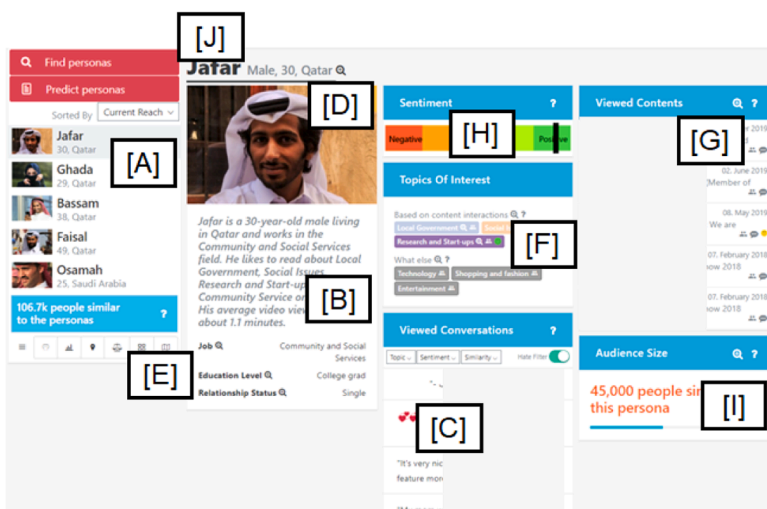 [J]
Find personas
Predict personas
Sorted By Current Reach
Jafar
30, Qatar
[A]
Ghada
29, Qatar
Bassam
38, Qatar
Faisal
49, Qatar
Osamah
25, Saudi Arabia
106.7k people similar
to the personas ?
[E]
Jafar Male, 30, Qatar
[D]
Jafar is a 30-year-old male living
in Qatar and works in the
Community and Social Services
field. He likes to read about Local
Government, Social Issues,
Research and Start-up
Community Service or
His average video view
about 1.1 minutes.
[B]
Job Community and Social
Services
Education Level College grad
Relationship Status Single
Sentiment ?
Negative [H] Positive
Topics Of Interest
Based on content interactions ?
Local Government Social
Research and Start-ups
[F]
What else ?
Technology Shopping and fashion
Entertainment
Viewed Conversations ?
Topic Sentiment Similarity Hate Filter
[C]
"It's very nic
feature mor
Viewed Contents ?
[G]
2019
02. June 2019
Member of
08. May 2019
We are
07. February 2018
now 2018
07. February 2018
now 2018
Audience Size ?
45,000 people sim
this persona
[I]